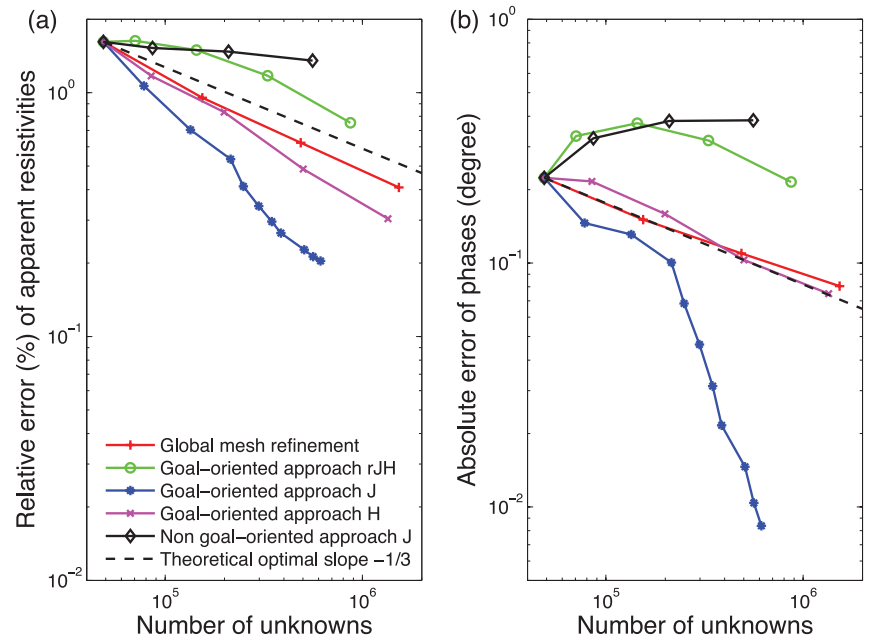 (a)
10⁰
10⁻¹
10⁻²
Relative error (%) of apparent resistivities
Global mesh refinement
Goal-oriented approach rJH
Goal-oriented approach J
Goal-oriented approach H
Non goal-oriented approach J
Theoretical optimal slope −1/3
10⁵
10⁶
Number of unknowns
(b)
10⁰
10⁻¹
10⁻²
Absolute error of phases (degree)
10⁵
10⁶
Number of unknowns